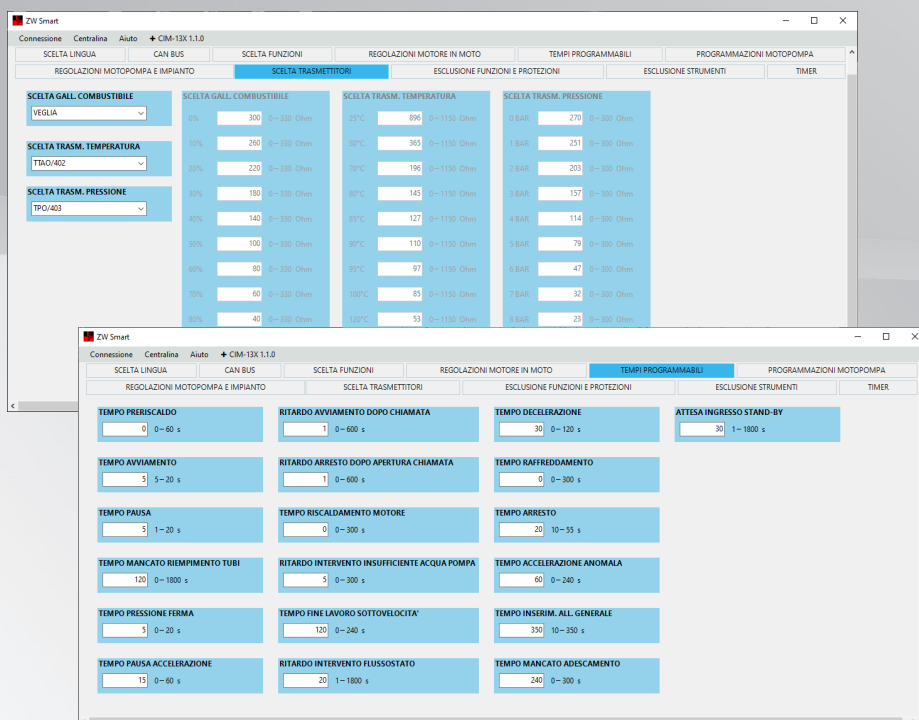 ZW Smart
Connessione Centralina Aiuto + CIM-13X 1.1.0
SCELTA LINGUA CAN BUS SCELTA FUNZIONI REGOLAZIONI MOTORE IN MOTO TEMPI PROGRAMMABILI PROGRAMMAZIONI MOTOPOMPA
REGOLAZIONI MOTOPOMPA E IMPIANTO SCELTA TRASMETTITORI ESCLUSIONE FUNZIONI E PROTEZIONI ESCLUSIONE STRUMENTI TIMER
SCELTA GALL. COMBUSTIBILE
VEGLIA
SCELTA TRASM. TEMPERATURA
TTAO/402
SCELTA TRASM. PRESSIONE
TPO/403
SCELTA GALL. COMBUSTIBILE
0% 300 0~330 Ohm
10% 260 0~330 Ohm
20% 220 0~330 Ohm
30% 180 0~330 Ohm
40% 140 0~330 Ohm
50% 100 0~330 Ohm
60% 80 0~330 Ohm
70% 60 0~330 Ohm
80% 40 0~330 Ohm
SCELTA TRASM. TEMPERATURA
25°C 896 0~1150 Ohm
50°C 365 0~1150 Ohm
70°C 196 0~1150 Ohm
80°C 145 0~1150 Ohm
85°C 127 0~1150 Ohm
90°C 110 0~1150 Ohm
95°C 97 0~1150 Ohm
100°C 85 0~1150 Ohm
120°C 53 0~1150 Ohm
SCELTA TRASM. PRESSIONE
0 BAR 270 0~300 Ohm
1 BAR 251 0~300 Ohm
2 BAR 203 0~300 Ohm
3 BAR 157 0~300 Ohm
4 BAR 114 0~300 Ohm
5 BAR 79 0~300 Ohm
6 BAR 47 0~300 Ohm
7 BAR 32 0~300 Ohm
8 BAR 23 0~300 Ohm
ZW Smart
Connessione Centralina Aiuto + CIM-13X 1.1.0
SCELTA LINGUA CAN BUS SCELTA FUNZIONI REGOLAZIONI MOTORE IN MOTO TEMPI PROGRAMMABILI PROGRAMMAZIONI MOTOPOMPA
REGOLAZIONI MOTOPOMPA E IMPIANTO SCELTA TRASMETTITORI ESCLUSIONE FUNZIONI E PROTEZIONI ESCLUSIONE STRUMENTI TIMER
TEMPO PRERISCALDO
0 0~60 s
TEMPO AVVIAMENTO
5 5~20 s
TEMPO PAUSA
5 1~20 s
TEMPO MANCATO RIEMPIMENTO TUBI
120 0~1800 s
TEMPO PRESSIONE FERMA
5 0~20 s
TEMPO PAUSA ACCELERAZIONE
15 0~60 s
RITARDO AVVIAMENTO DOPO CHIAMATA
1 0~600 s
RITARDO ARRESTO DOPO APERTURA CHIAMATA
1 0~600 s
TEMPO RISCALDAMENTO MOTORE
0 0~300 s
RITARDO INTERVENTO INSUFFICIENTE ACQUA POMPA
5 0~300 s
TEMPO FINE LAVORO SOTTOVELOCITA'
120 0~240 s
RITARDO INTERVENTO FLUSSOSTATO
20 1~1800 s
TEMPO DECELERAZIONE
30 0~120 s
TEMPO RAFFREDDAMENTO
0 0~300 s
TEMPO ARRESTO
20 10~55 s
TEMPO ACCELERAZIONE ANOMALA
60 0~240 s
TEMPO INSERIM. ALL. GENERALE
350 10~350 s
TEMPO MANCATO ADESCAMENTO
240 0~300 s
ATTESA INGRESSO STAND-BY
30 1~1800 s